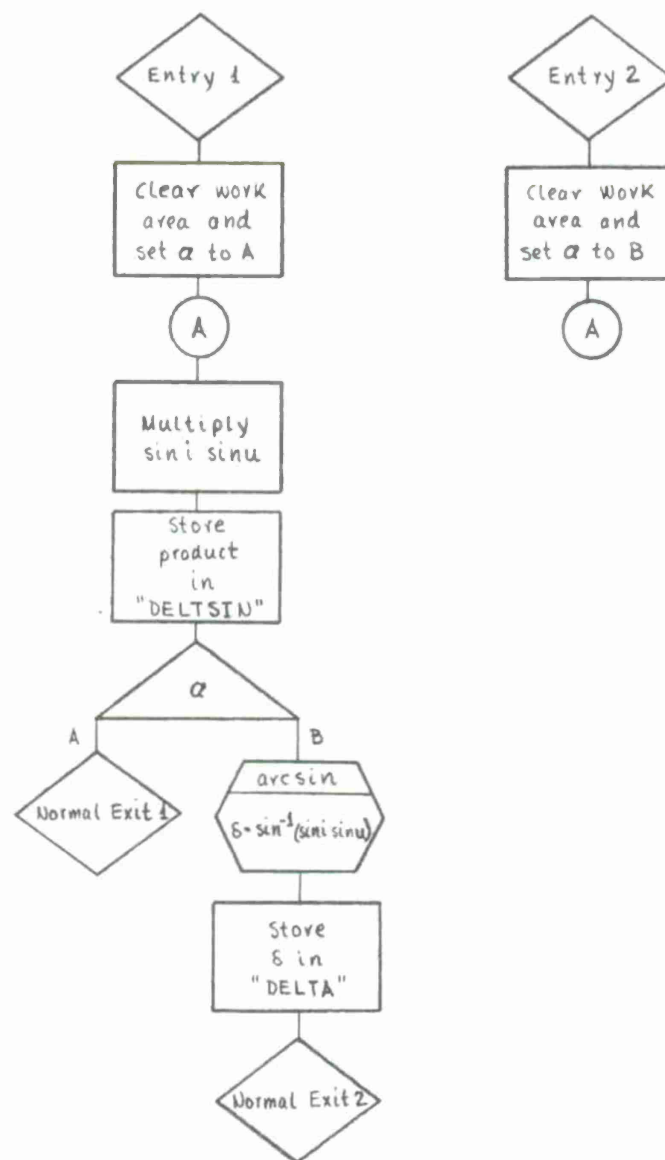 Entry 1
Clear work
area and
set α to A
A
Multiply
sin i sin u
Store
product
in
"DELTSIN"
α
A
B
Normal Exit 1
arcsin
δ = sin⁻¹(sin i sin u)
Store
δ in
"DELTA"
Normal Exit 2
Entry 2
Clear work
area and
set α to B
A